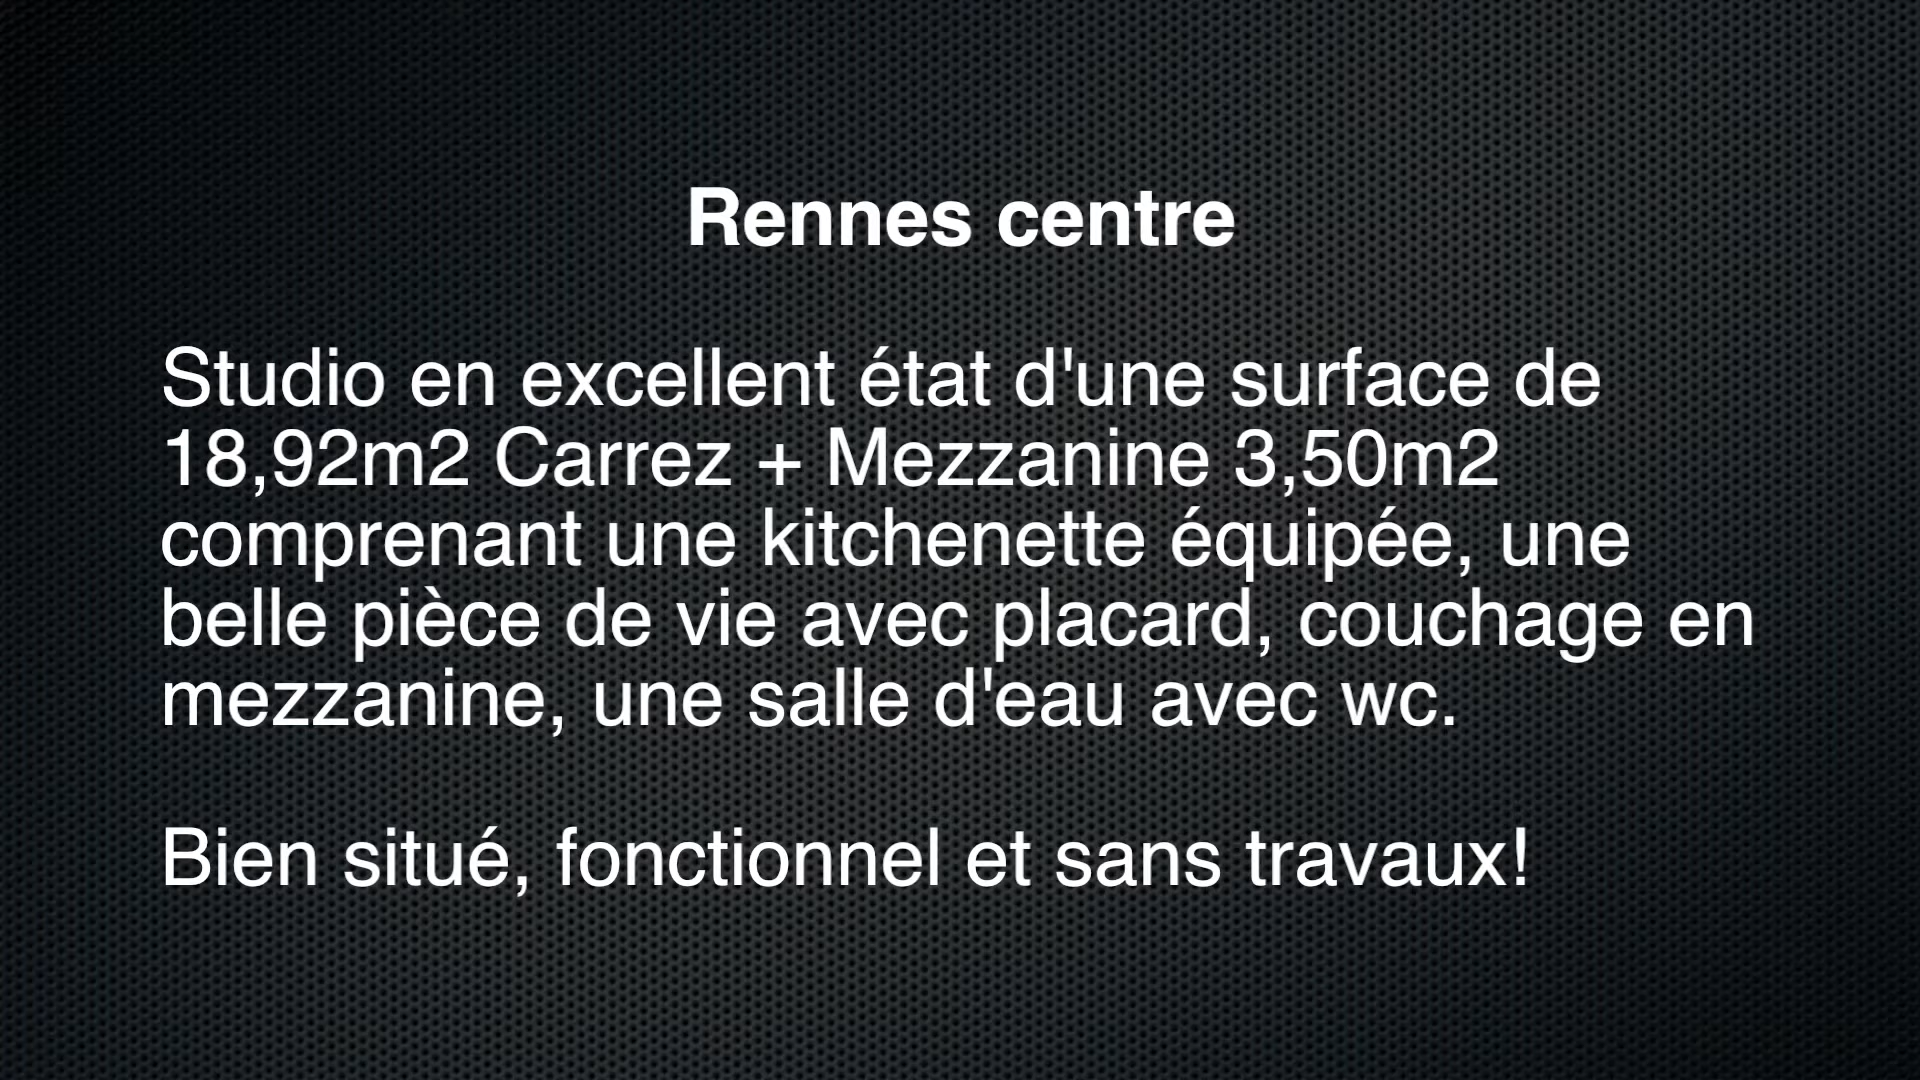 Rennes centre
Studio en excellent état d'une surface de
18,92m2 Carrez + Mezzanine 3,50m2
comprenant une kitchenette équipée, une
belle pièce de vie avec placard, couchage en
mezzanine, une salle d'eau avec wc.
Bien situé, fonctionnel et sans travaux!